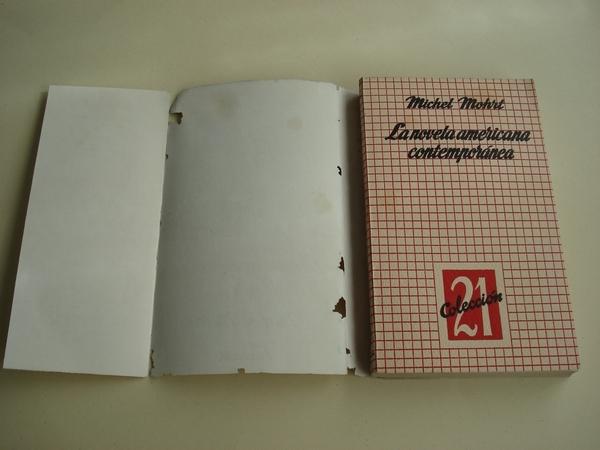 Michel Mohrt
La novela americana
contemporánea
21
Colección